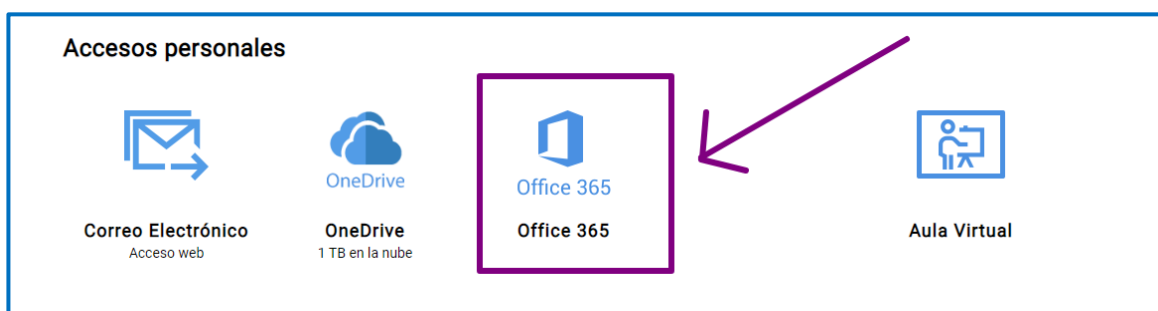 Accesos personales
OneDrive
Office 365
Correo Electrónico
Acceso web
OneDrive
1 TB en la nube
Office 365
Aula Virtual